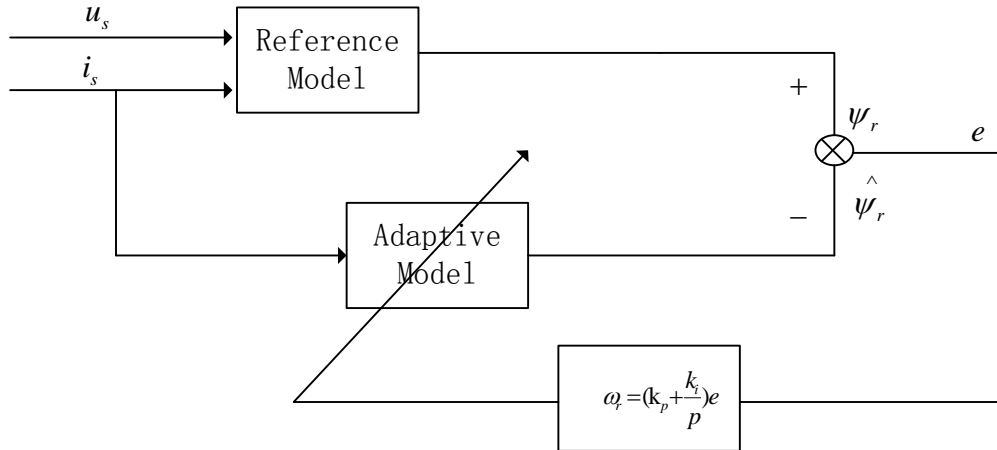 u_s
i_s
Reference
Model
+
ψ_r
e
ψ̂_r
−
Adaptive
Model
ω_r=(k_p+k_i/p)e